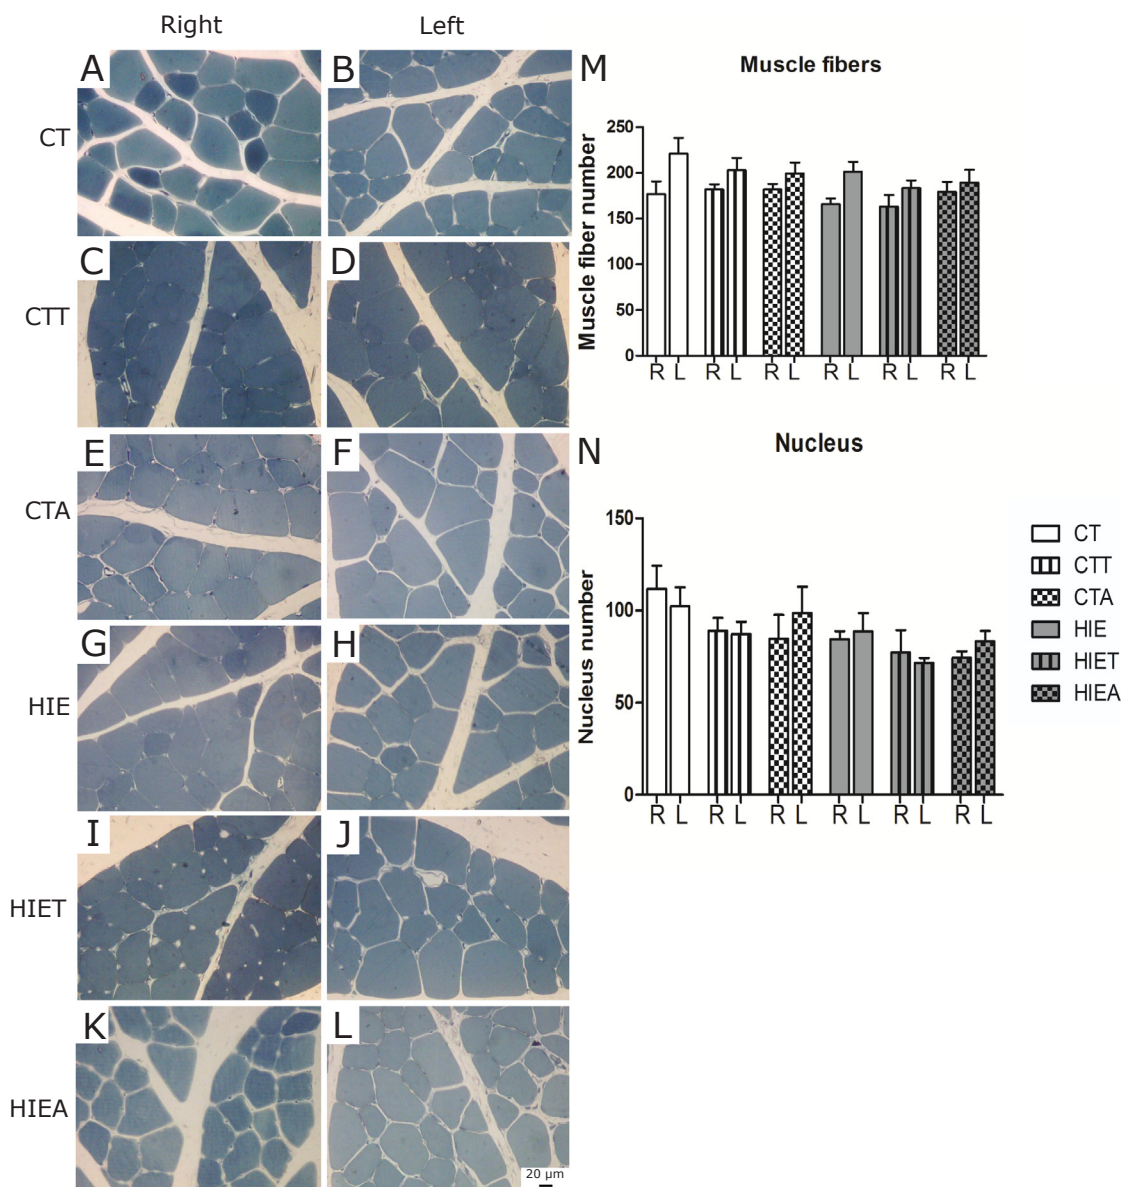 Right Left
A B
CT
C D
CTT
E F
CTA
G H
HIE
I J
HIET
K L
HIEA
20 µm
M Muscle fibers
Muscle fiber number
250
200
150
100
50
0
R L R L R L R L R L R L
N Nucleus
Nucleus number
150
100
50
0
R L R L R L R L R L R L
CT
CTT
CTA
HIE
HIET
HIEA